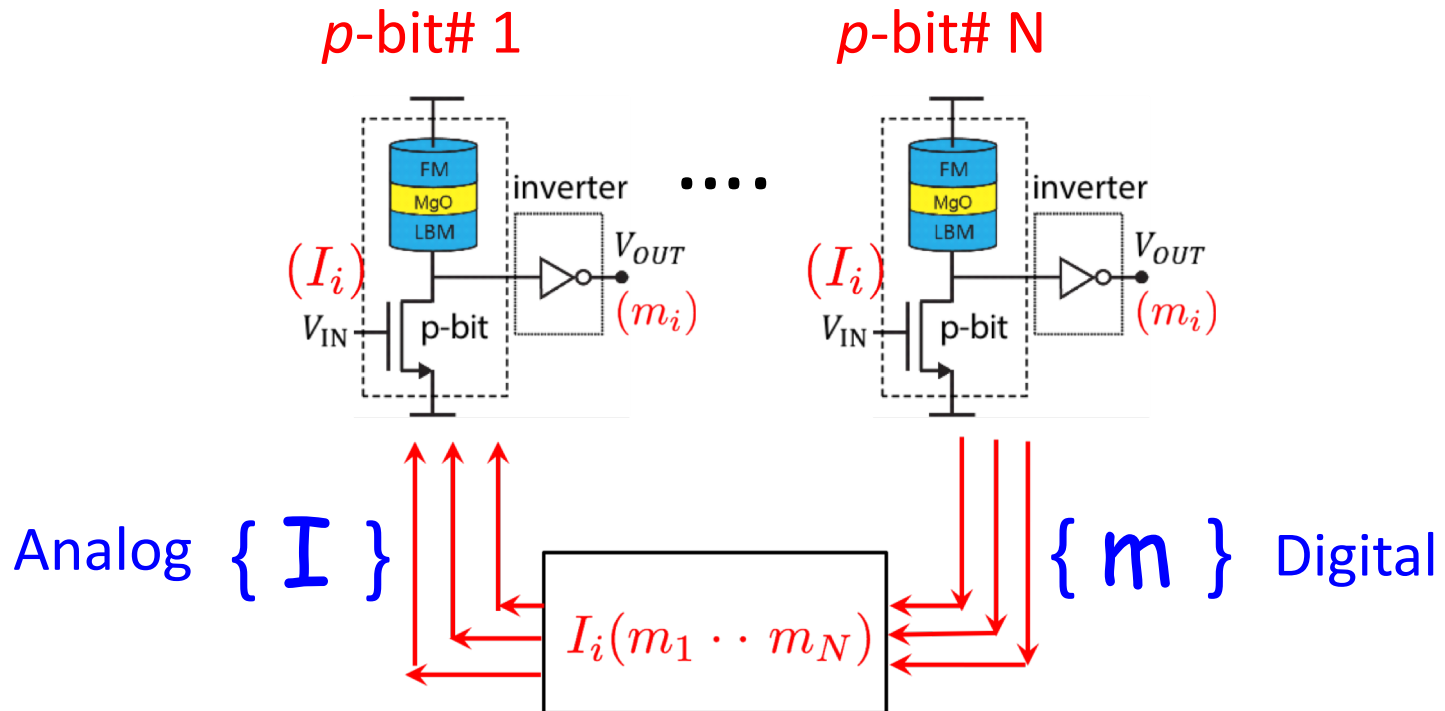 p-bit# 1
p-bit# N
FM
MgO
LBM
inverter
V_OUT
(m_i)
(I_i)
V_IN
p-bit
....
FM
MgO
LBM
inverter
V_OUT
(m_i)
(I_i)
V_IN
p-bit
Analog { I }
I_i(m_1 ·· m_N)
{ m } Digital